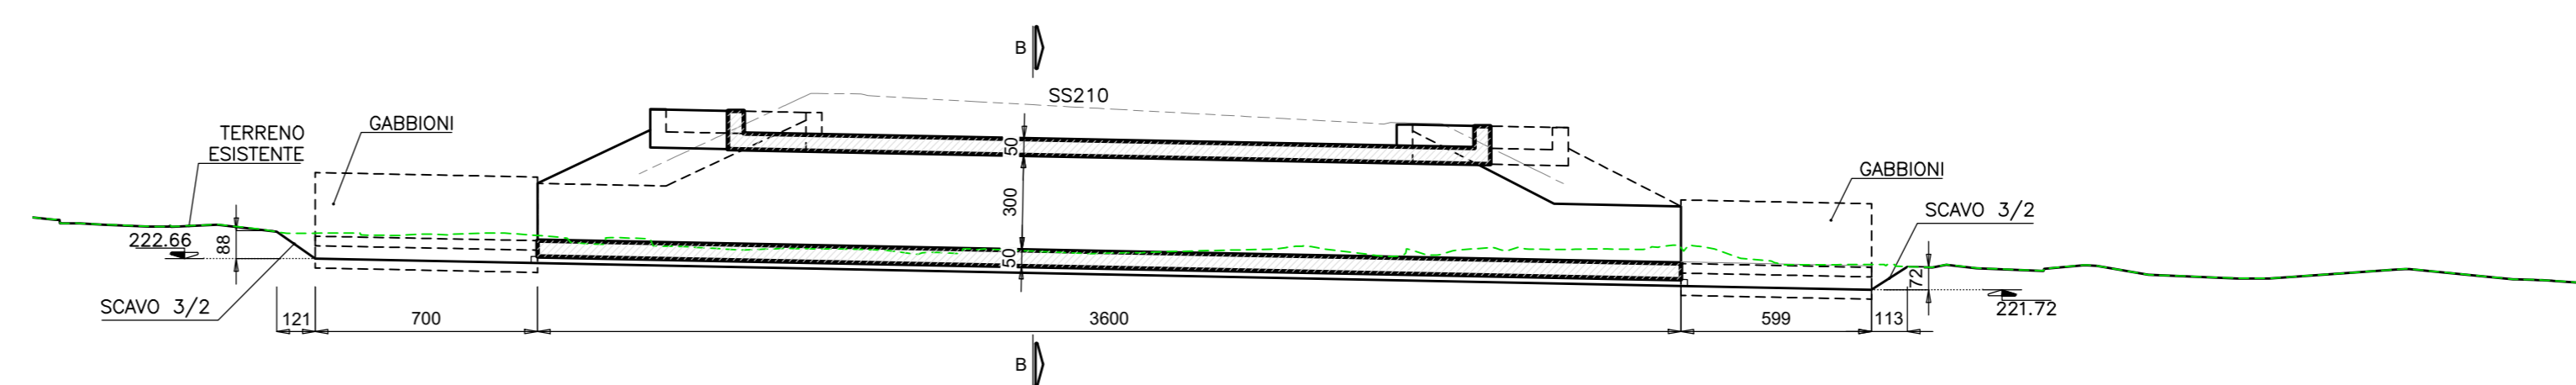 B
SS210
TERRENO
ESISTENTE
GABBIONI
50
300
50
GABBIONI
SCAVO 3/2
222.66
88
SCAVO 3/2
72
221.72
121
700
3600
599
113
B